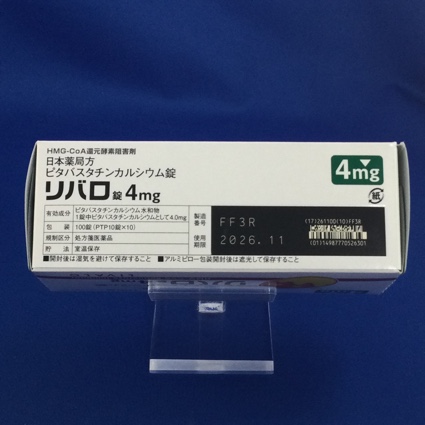 HMG-CoA還元酵素阻害剤
日本薬局方
ピタバスタチンカルシウム錠
リバロ錠4mg
4mg
紙
有効成分 ピタバスタチンカルシウム水和物
1錠中ピタバスタチンカルシウムとして4.0mg
包装 100錠(PTP10錠×10)
規制区分 処方箋医薬品
貯法 室温保存
製造番号 FF3R
使用期限 2026.11
(17)261100(10)FF3R
(01)14987770526301
■開封後は湿気を避けて保存すること ■アルミピロー包装開封後は遮光して保存すること